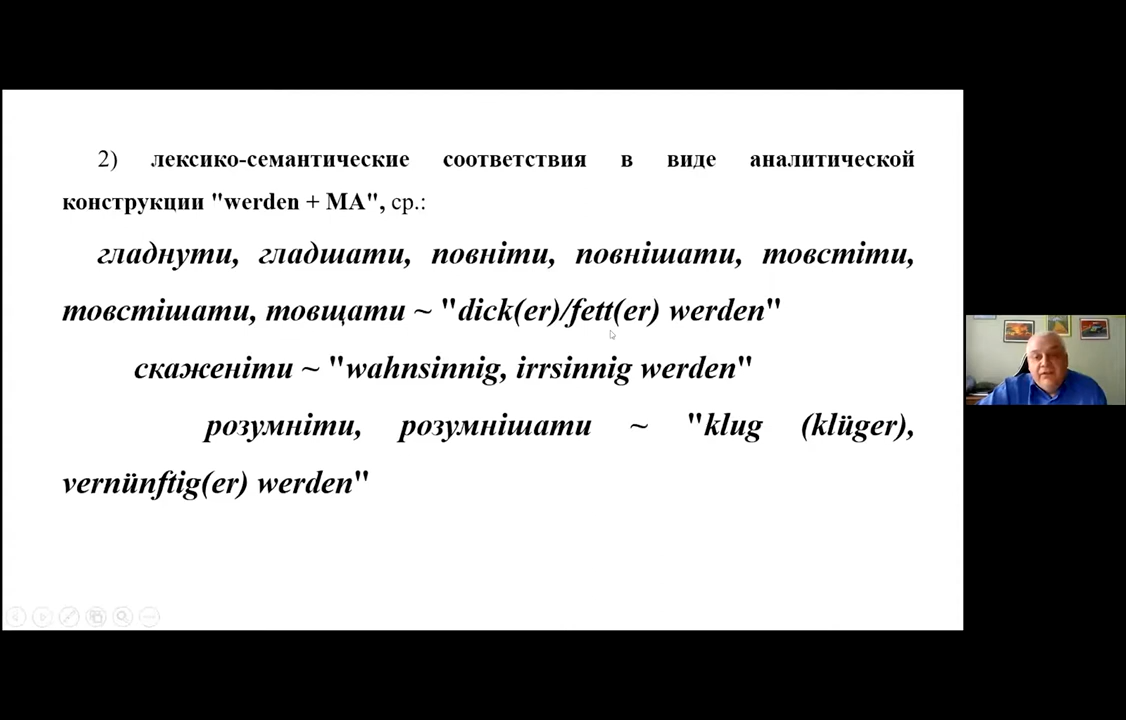 2) лексико-семантические соответствия в виде аналитической
конструкции "werden + MA", ср.:
гладнути, гладшати, повніти, повнішати, товстіти,
товстішати, товщати ~ "dick(er)/fett(er) werden"
скаженіти ~ "wahnsinnig, irrsinnig werden"
розумніти, розумнішати ~ "klug (klüger),
vernünftig(er) werden"